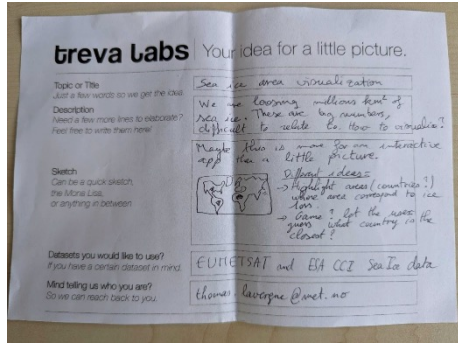 treva labs Your idea for a little picture.
Topic or Title
Just a few words so we get the idea.
Sea ice area visualization
Description
Need a few more lines to elaborate?
Feel free to write them here!
We are loosing millions km² of
sea ice. These are big numbers,
difficult to relate to. How to visualize?
Maybe this is more for an interactive
app than a little picture.
Sketch
Can be a quick sketch,
the Mona Lisa,
or anything in between
Different ideas:
→ Highlight areas (countries?)
whose area correspond to ice
loss.
→ Game? let the user
guess what country is the
closest?
Datasets you would like to use?
If you have a certain dataset in mind.
EUMETSAT and ESA CCI Sea Ice data
Mind telling us who you are?
So we can reach back to you.
thomas.lavergne@met.no